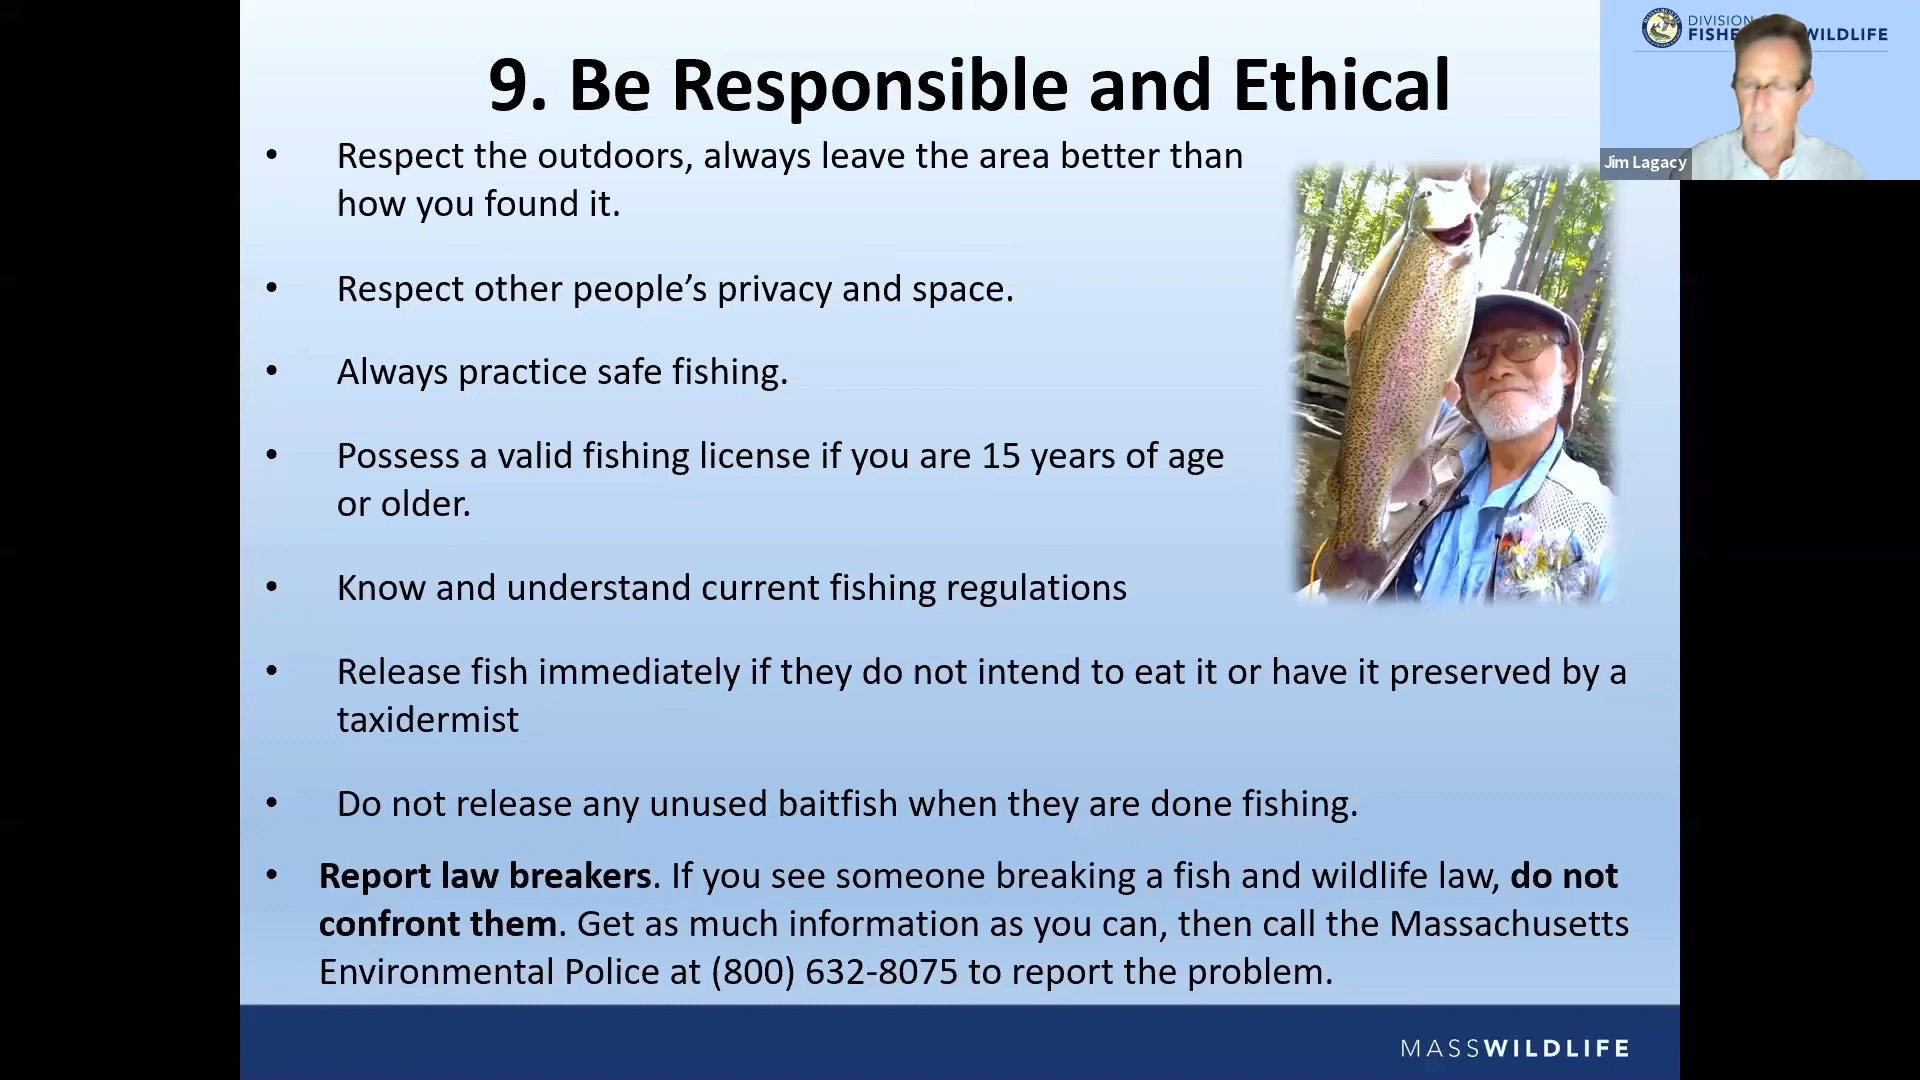 9. Be Responsible and Ethical
• Respect the outdoors, always leave the area better than
how you found it.
• Respect other people’s privacy and space.
• Always practice safe fishing.
• Possess a valid fishing license if you are 15 years of age
or older.
• Know and understand current fishing regulations
• Release fish immediately if they do not intend to eat it or have it preserved by a
taxidermist
• Do not release any unused baitfish when they are done fishing.
• Report law breakers. If you see someone breaking a fish and wildlife law, do not
confront them. Get as much information as you can, then call the Massachusetts
Environmental Police at (800) 632-8075 to report the problem.
MASSWILDLIFE
DIVISION
WILDLIFE
Jim Lagacy